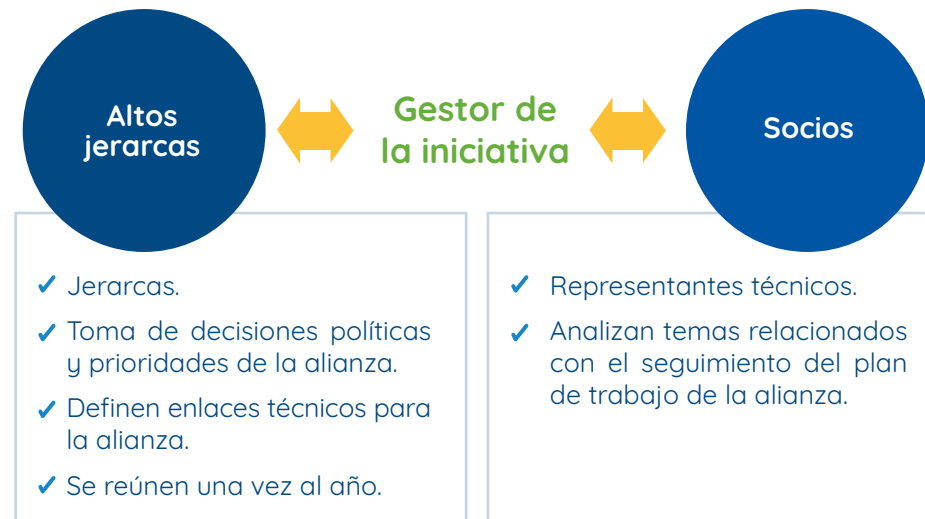 Altos
jerarcas
Gestor de
la iniciativa
Socios
✓ Jerarcas.
✓ Toma de decisiones políticas
y prioridades de la alianza.
✓ Definen enlaces técnicos para
la alianza.
✓ Se reúnen una vez al año.
✓ Representantes técnicos.
✓ Analizan temas relacionados
con el seguimiento del plan
de trabajo de la alianza.